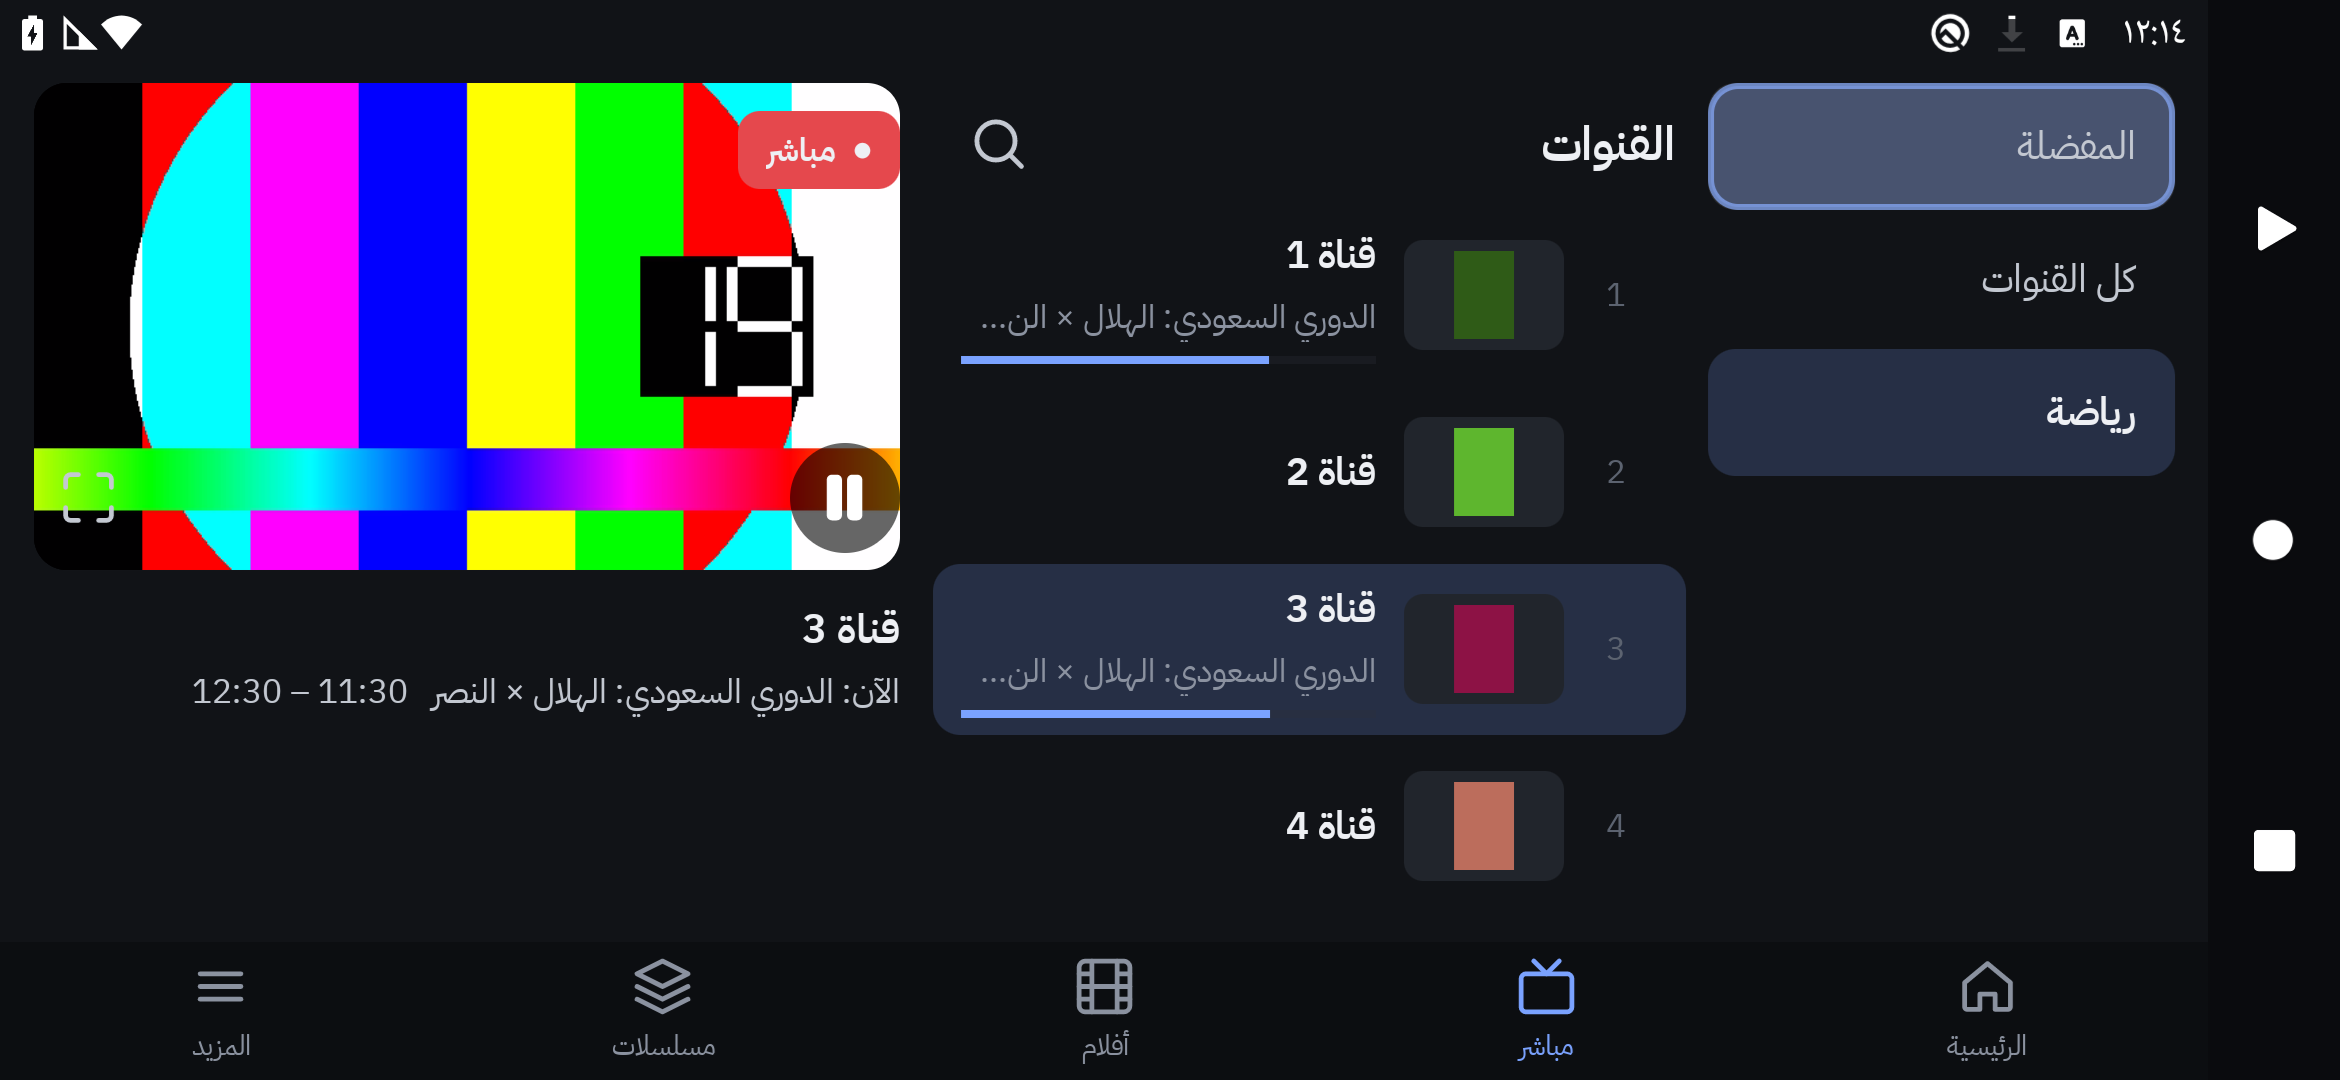 ١٢:١٤
المفضلة
كل القنوات
رياضة
القنوات
1
قناة 1
الدوري السعودي: الهلال × الن...
2
قناة 2
3
قناة 3
الدوري السعودي: الهلال × الن...
4
قناة 4
مباشر
19
قناة 3
الآن: الدوري السعودي: الهلال × النصر 11:30 – 12:30
الرئيسية
مباشر
أفلام
مسلسلات
المزيد